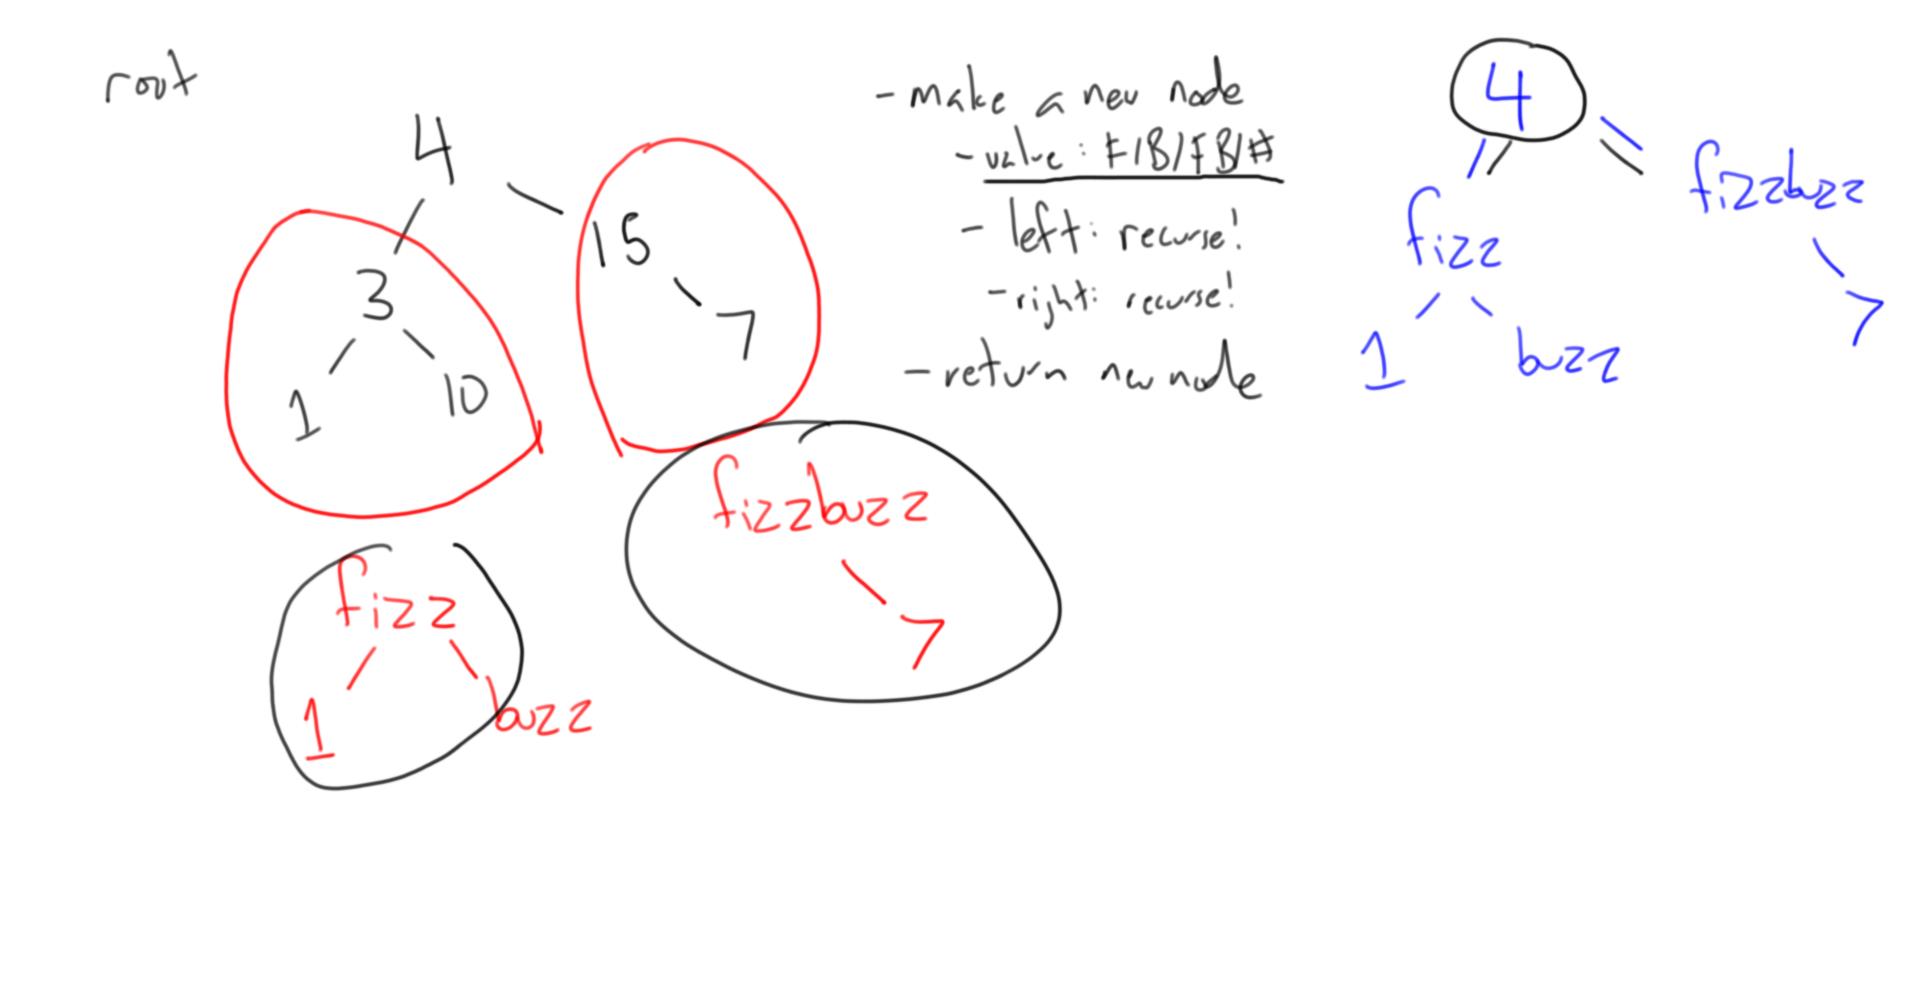 root
4
3
15
1
10
7
fizz
1
buzz
fizzbuzz
7
- make a new node
- value: F/B/FB/#
- left: recurse!
- right: recurse!
- return new node
4
fizz
fizzbuzz
1
buzz
7